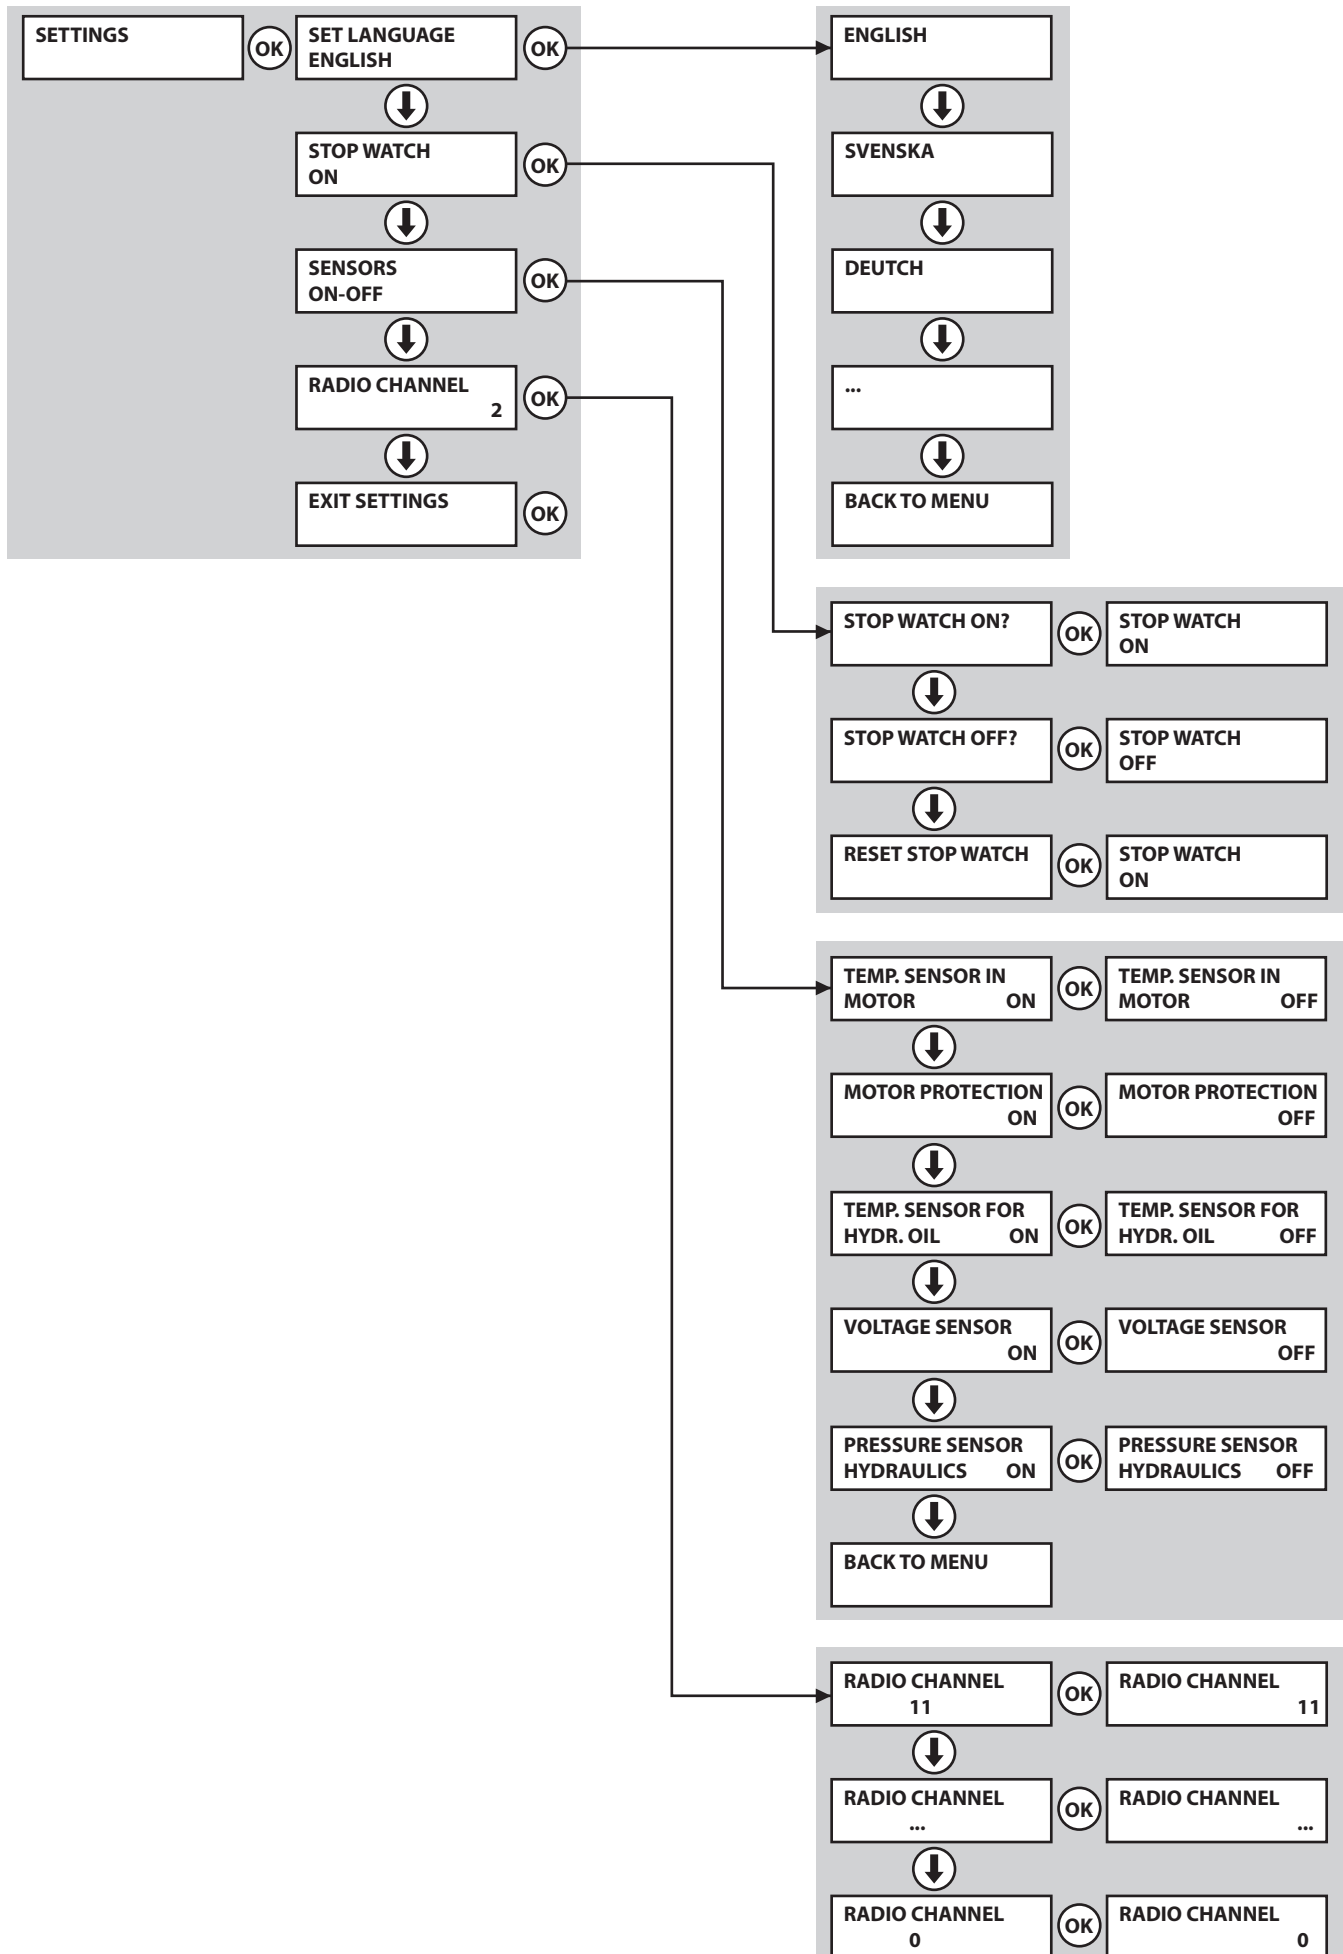 SETTINGS
OK
SET LANGUAGE
ENGLISH
OK
STOP WATCH
ON
OK
SENSORS
ON-OFF
OK
RADIO CHANNEL
2
OK
EXIT SETTINGS
OK
ENGLISH
SVENSKA
DEUTCH
...
BACK TO MENU
STOP WATCH ON?
OK
STOP WATCH
ON
STOP WATCH OFF?
OK
STOP WATCH
OFF
RESET STOP WATCH
OK
STOP WATCH
ON
TEMP. SENSOR IN
MOTOR ON
OK
TEMP. SENSOR IN
MOTOR OFF
MOTOR PROTECTION
ON
OK
MOTOR PROTECTION
OFF
TEMP. SENSOR FOR
HYDR. OIL ON
OK
TEMP. SENSOR FOR
HYDR. OIL OFF
VOLTAGE SENSOR
ON
OK
VOLTAGE SENSOR
OFF
PRESSURE SENSOR
HYDRAULICS ON
OK
PRESSURE SENSOR
HYDRAULICS OFF
BACK TO MENU
RADIO CHANNEL
11
OK
RADIO CHANNEL
11
RADIO CHANNEL
...
OK
RADIO CHANNEL
...
RADIO CHANNEL
0
OK
RADIO CHANNEL
0